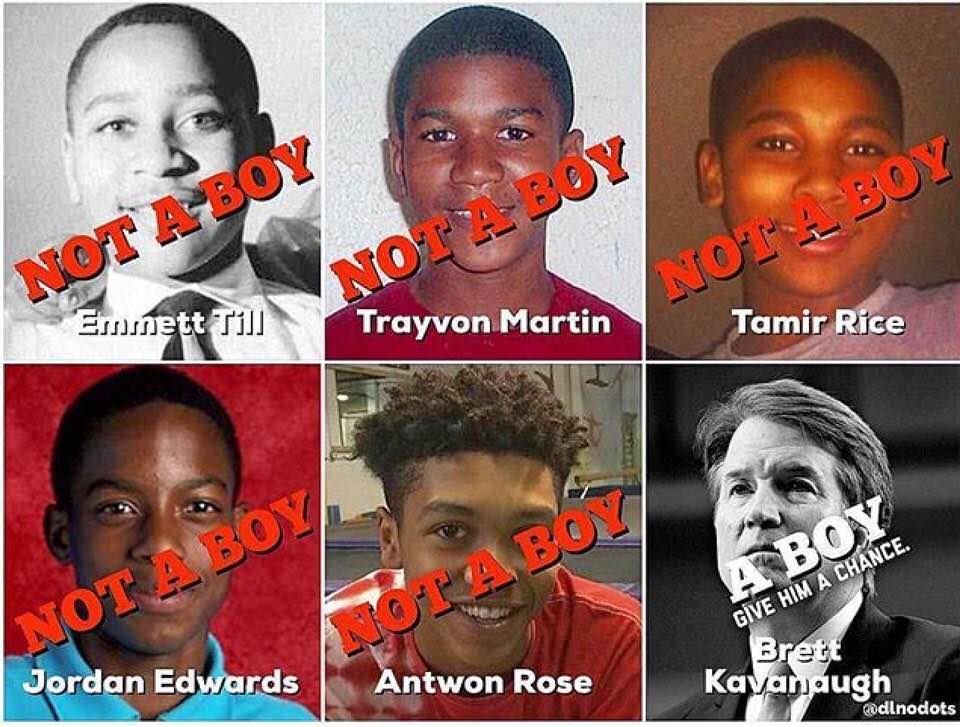 NOT A BOY
Emmett Till
NOT A BOY
Trayvon Martin
NOT A BOY
Tamir Rice
NOT A BOY
Jordan Edwards
NOT A BOY
Antwon Rose
A BOY
GIVE HIM A CHANCE.
Brett
Kavanaugh
@dlnodots